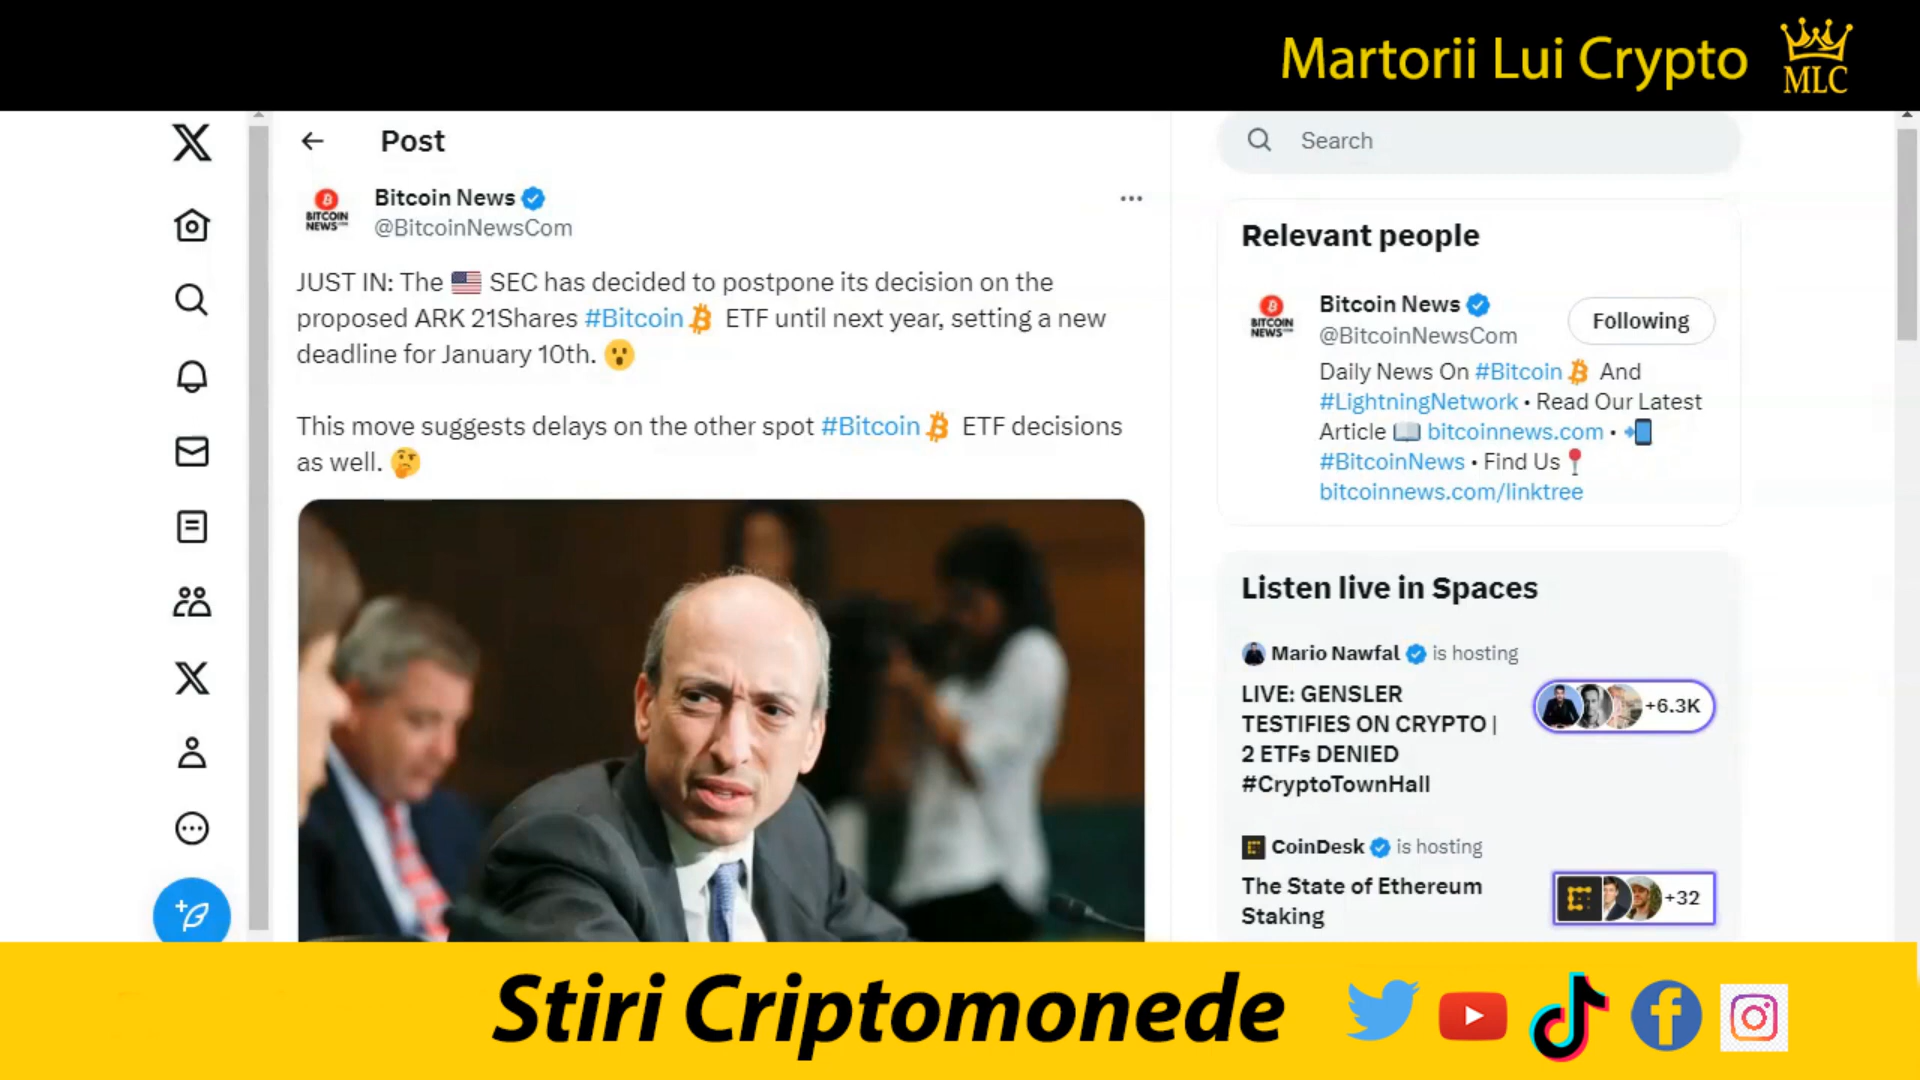 Martorii Lui Crypto
MLC
Post
Search
Bitcoin News
@BitcoinNewsCom
JUST IN: The 🇺🇸 SEC has decided to postpone its decision on the
proposed ARK 21Shares #Bitcoin ETF until next year, setting a new
deadline for January 10th. 😮
This move suggests delays on the other spot #Bitcoin ETF decisions
as well. 🤔
BITCOIN
NEWS
Relevant people
Bitcoin News
@BitcoinNewsCom
Following
BITCOIN
NEWS
Daily News On #Bitcoin And
#LightningNetwork • Read Our Latest
Article 📖 bitcoinnews.com • 📲
#BitcoinNews • Find Us 📍
bitcoinnews.com/linktree
Listen live in Spaces
Mario Nawfal is hosting
LIVE: GENSLER
TESTIFIES ON CRYPTO |
2 ETFs DENIED
#CryptoTownHall
+6.3K
CoinDesk is hosting
The State of Ethereum
Staking
+32
Stiri Criptomonede